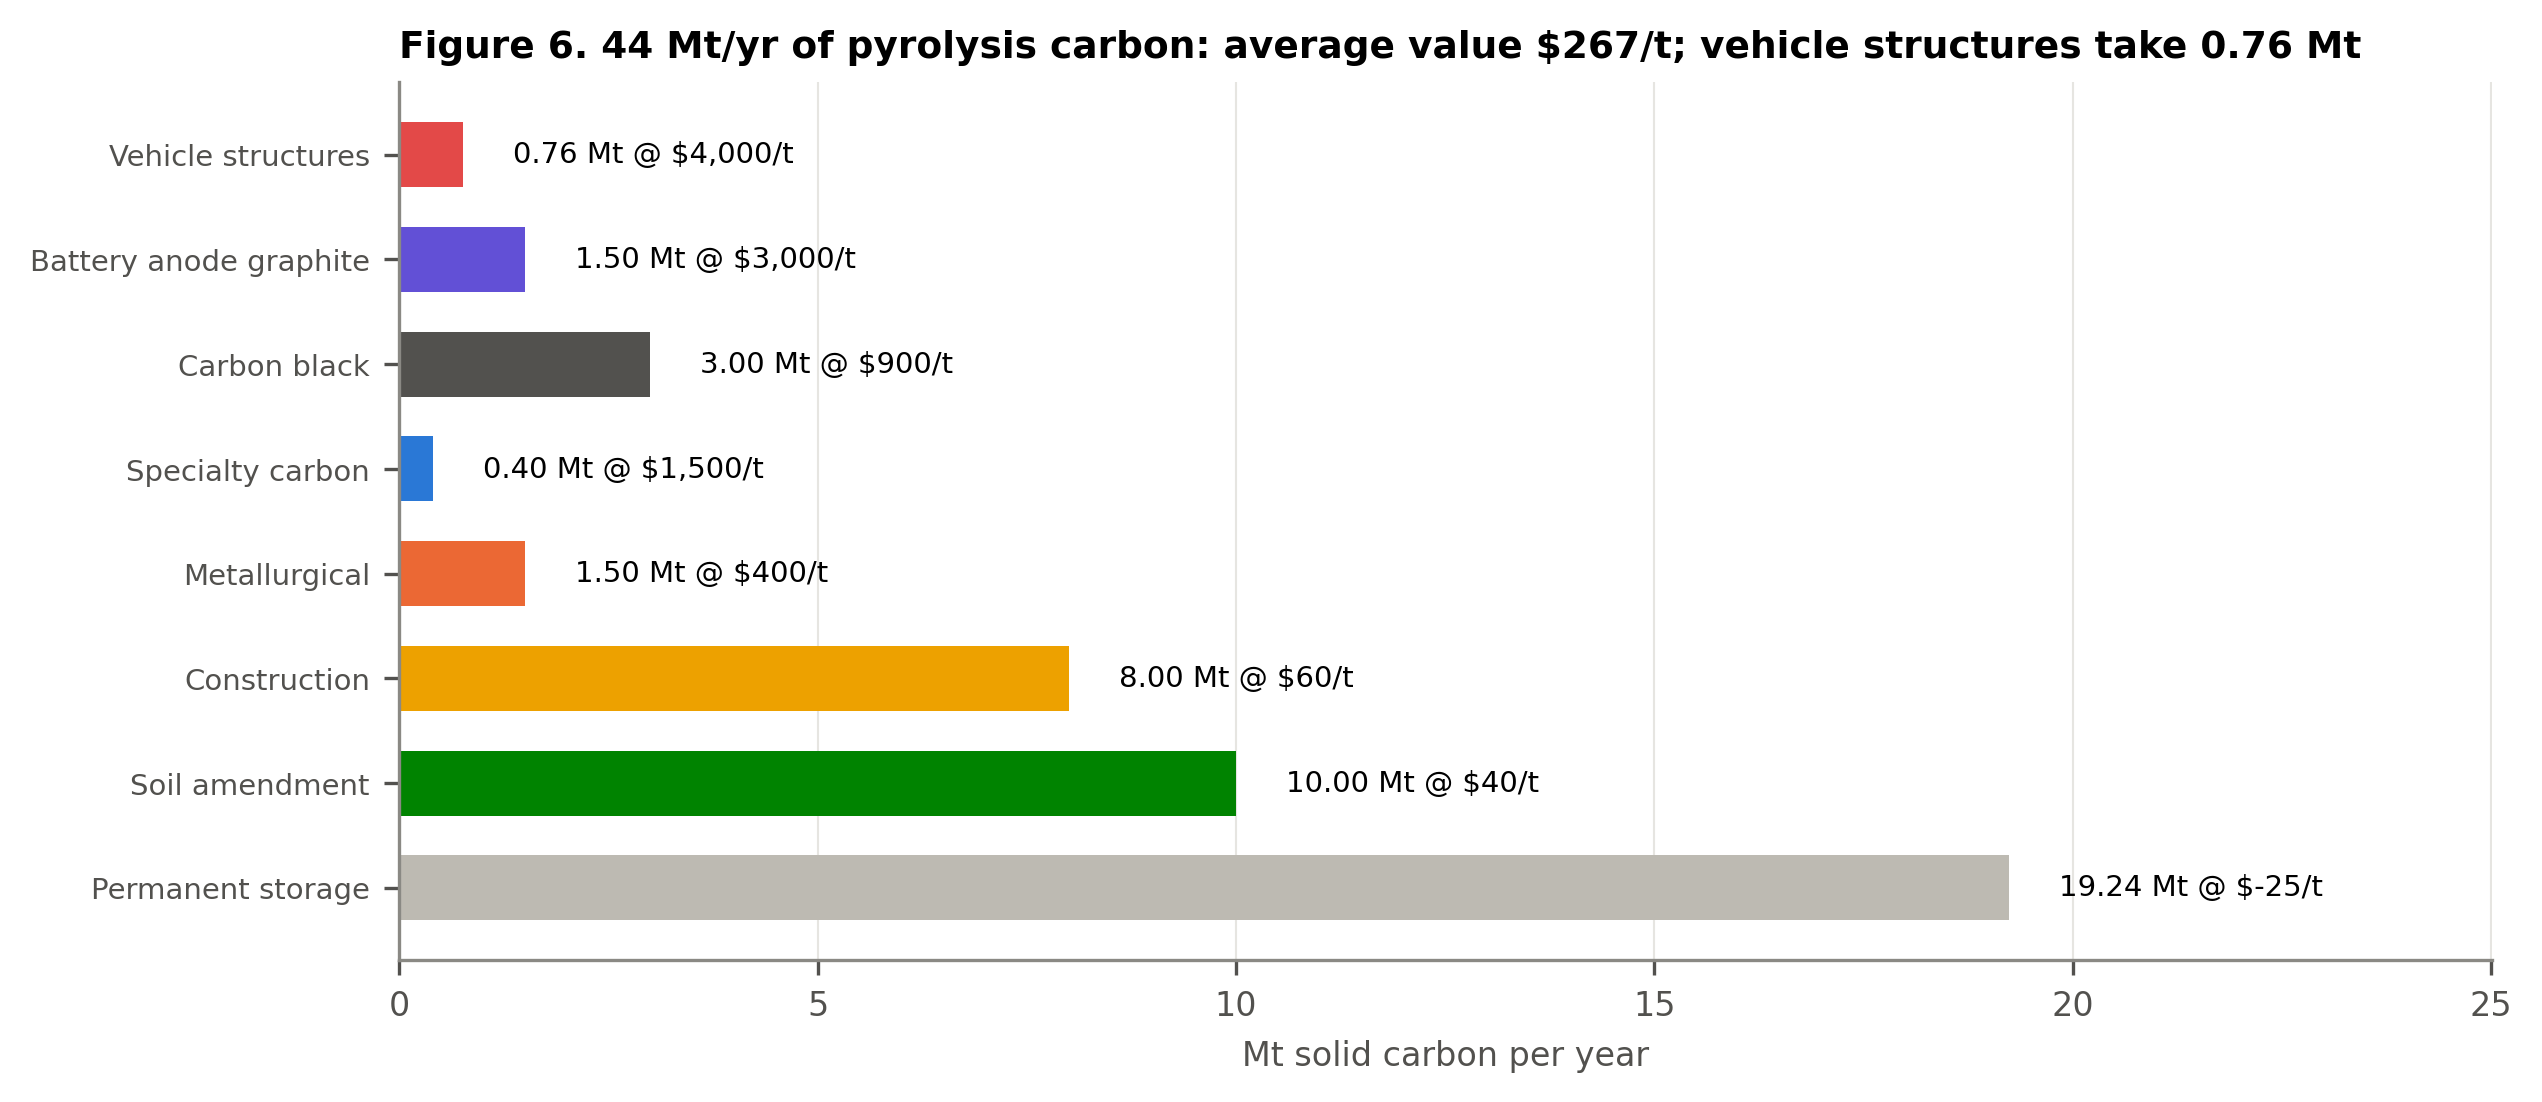 Figure 6. 44 Mt/yr of pyrolysis carbon: average value $267/t; vehicle structures take 0.76 Mt
Vehicle structures
0.76 Mt @ $4,000/t
Battery anode graphite
1.50 Mt @ $3,000/t
Carbon black
3.00 Mt @ $900/t
Specialty carbon
0.40 Mt @ $1,500/t
Metallurgical
1.50 Mt @ $400/t
Construction
8.00 Mt @ $60/t
Soil amendment
10.00 Mt @ $40/t
Permanent storage
19.24 Mt @ $-25/t
0 5 10 15 20 25
Mt solid carbon per year